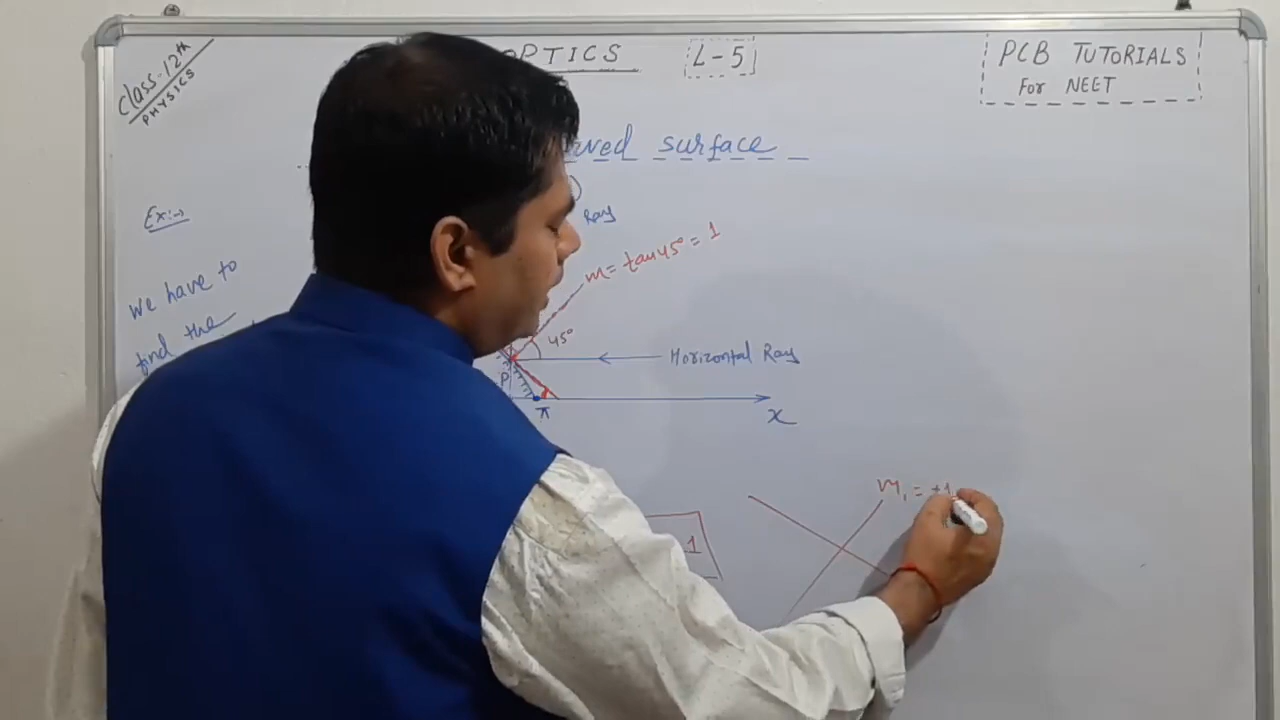 Class-12th
PHYSICS
OPTICS
L-5
PCB TUTORIALS
For NEET
surface
Ex:-
Ray
m = tan45° = 1
We have to
find the
45°
Horizontal Ray
P
π
x
m₁ = +1
1